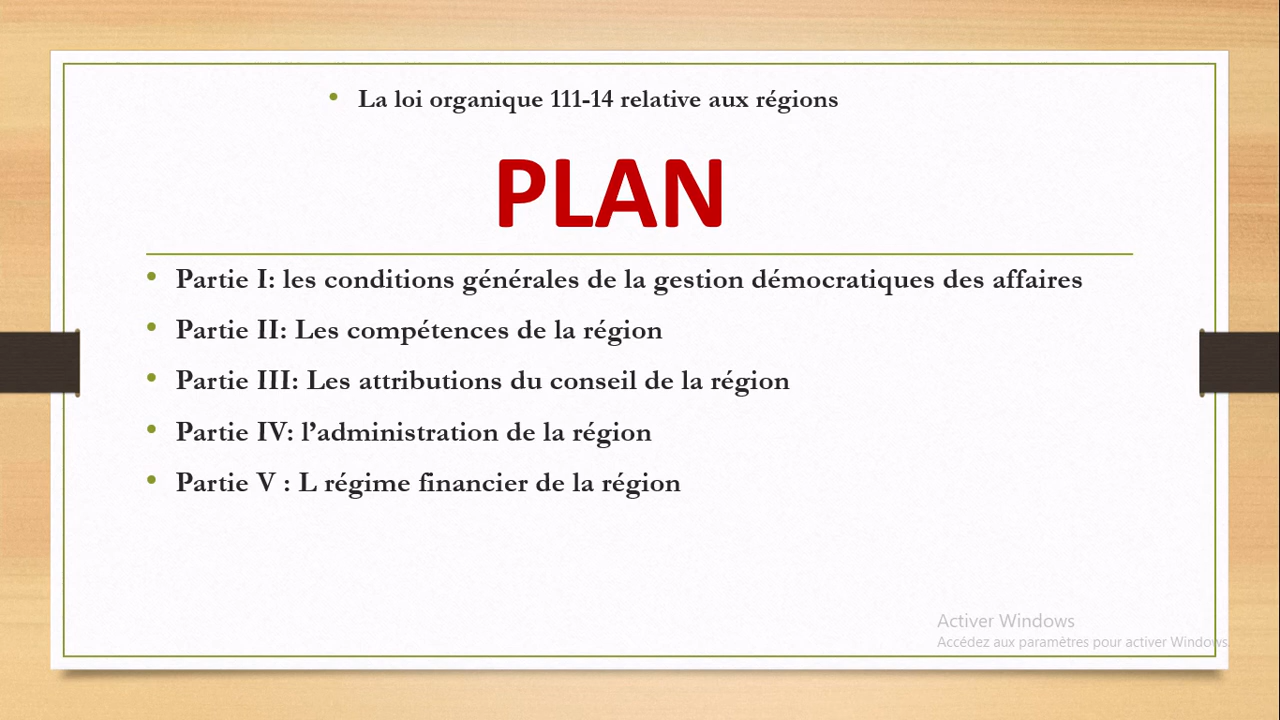 • La loi organique 111-14 relative aux régions
PLAN
• Partie I: les conditions générales de la gestion démocratiques des affaires
• Partie II: Les compétences de la région
• Partie III: Les attributions du conseil de la région
• Partie IV: l’administration de la région
• Partie V : L régime financier de la région
Activer Windows
Accédez aux paramètres pour activer Windows.